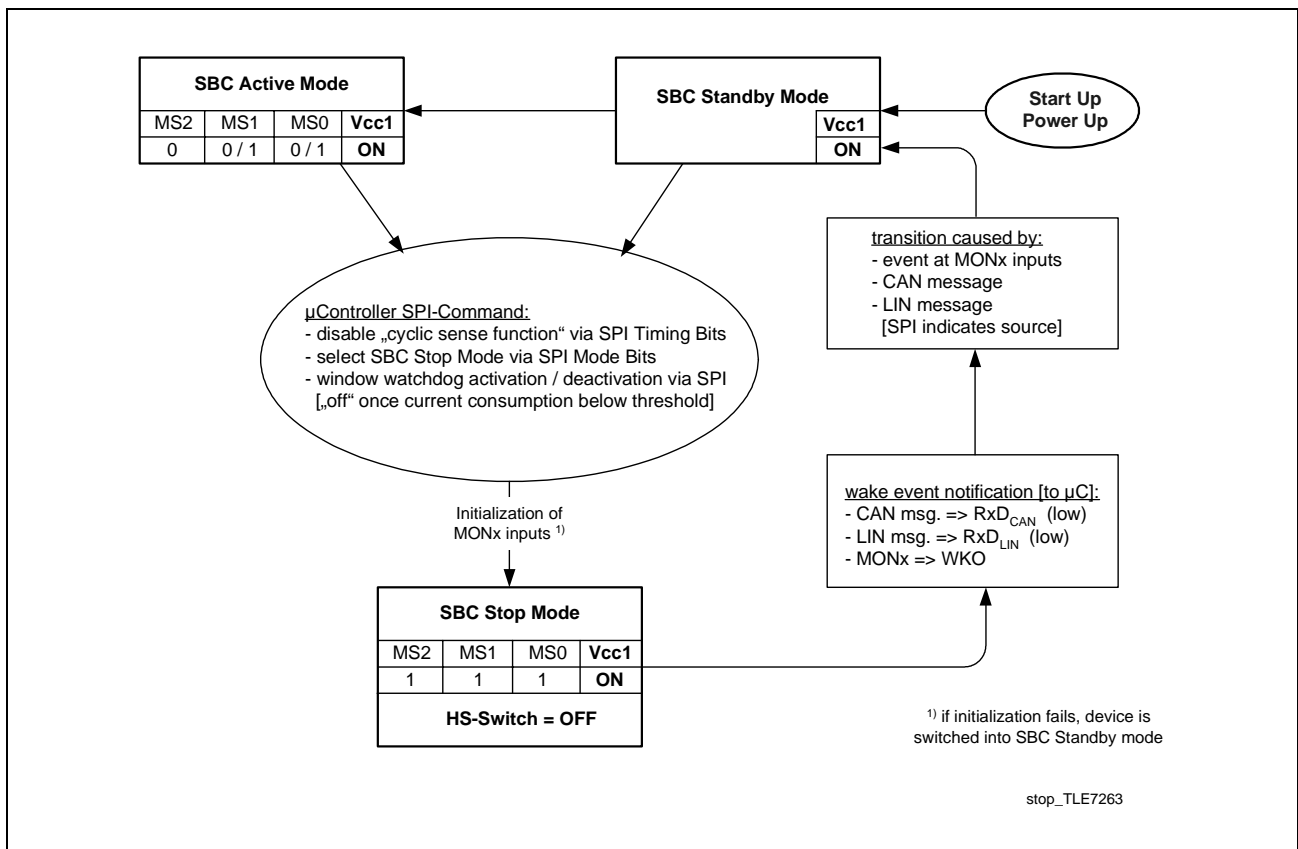 SBC Active Mode
MS2 MS1 MS0 Vcc1
0 0 / 1 0 / 1 ON
SBC Standby Mode
Vcc1
ON
Start Up
Power Up
transition caused by:
- event at MONx inputs
- CAN message
- LIN message
[SPI indicates source]
µController SPI-Command:
- disable „cyclic sense function“ via SPI Timing Bits
- select SBC Stop Mode via SPI Mode Bits
- window watchdog activation / deactivation via SPI
[„off“ once current consumption below threshold]
wake event notification [to µC]:
- CAN msg. => RxDCAN (low)
- LIN msg. => RxDLIN (low)
- MONx => WKO
Initialization of
MONx inputs 1)
SBC Stop Mode
MS2 MS1 MS0 Vcc1
1 1 1 ON
HS-Switch = OFF
1) if initialization fails, device is
switched into SBC Standby mode
stop_TLE7263